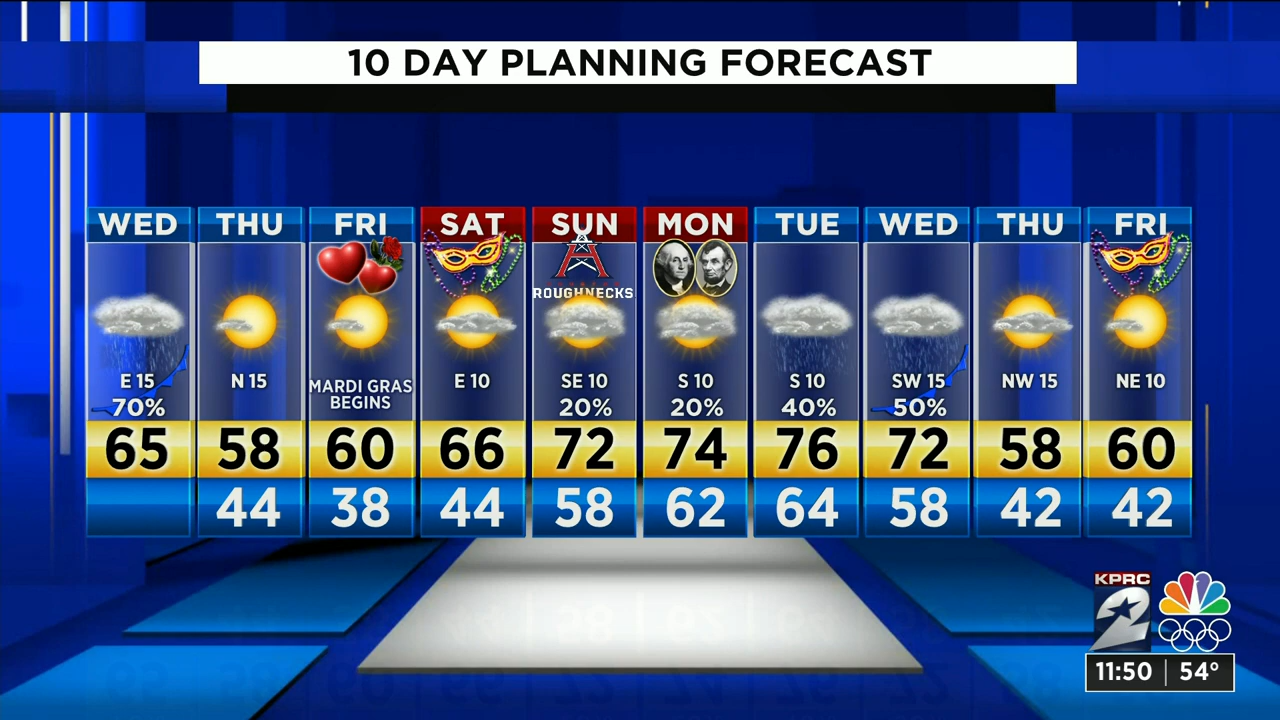 10 DAY PLANNING FORECAST
WED THU FRI SAT SUN MON TUE WED THU FRI
ROUGHNECKS
E 15 N 15 MARDI GRAS BEGINS E 10 SE 10 S 10 S 10 SW 15 NW 15 NE 10
70% 20% 20% 40% 50%
65 58 60 66 72 74 76 72 58 60
44 38 44 58 62 64 58 42 42
KPRC
2
11:50 54°